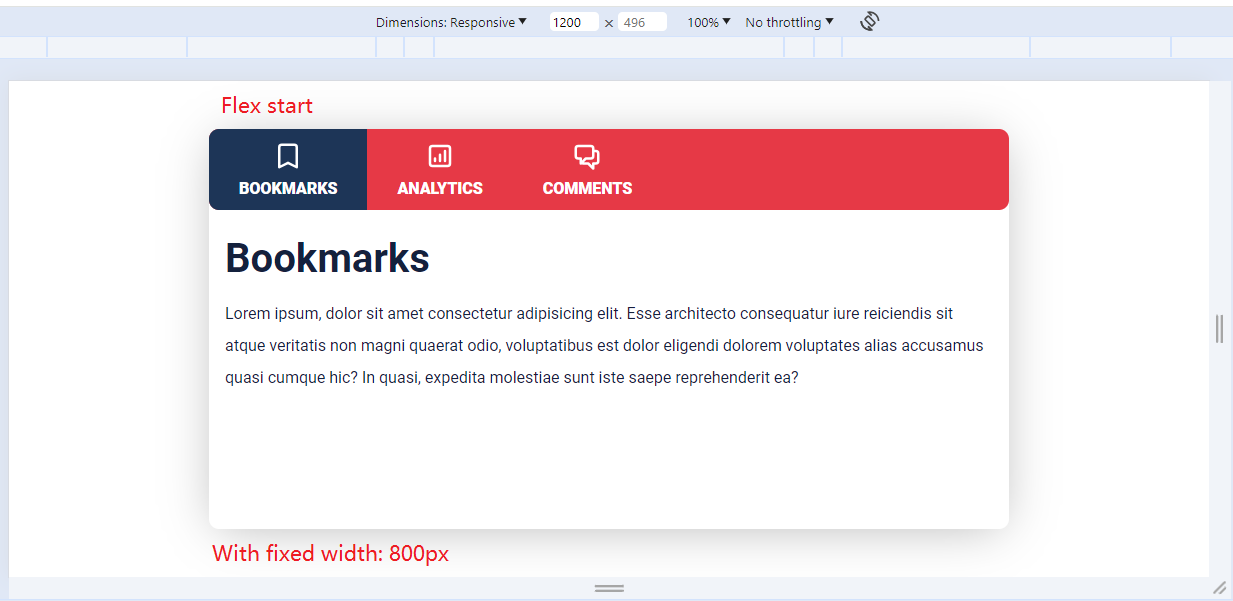 Dimensions: Responsive ▼ 1200 × 496 100% ▼ No throttling ▼
Flex start
BOOKMARKS ANALYTICS COMMENTS
Bookmarks
Lorem ipsum, dolor sit amet consectetur adipisicing elit. Esse architecto consequatur iure reiciendis sit
atque veritatis non magni quaerat odio, voluptatibus est dolor eligendi dolorem voluptates alias accusamus
quasi cumque hic? In quasi, expedita molestiae sunt iste saepe reprehenderit ea?
With fixed width: 800px